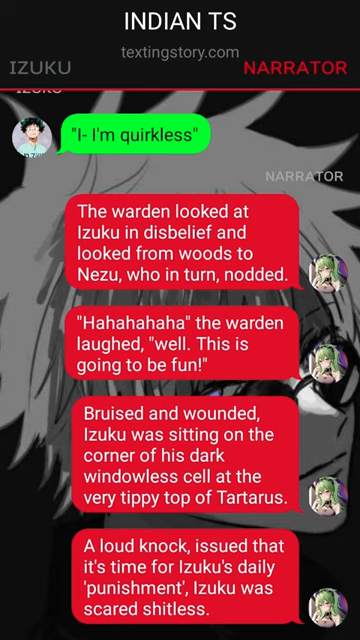 INDIAN TS
textingstory.com
IZUKU
NARRATOR
IZUKU
"I- I'm quirkless"
NARRATOR
The warden looked at
Izuku in disbelief and
looked from woods to
Nezu, who in turn, nodded.
"Hahahahaha" the warden
laughed, "well. This is
going to be fun!"
Bruised and wounded,
Izuku was sitting on the
corner of his dark
windowless cell at the
very tippy top of Tartarus.
A loud knock, issued that
it's time for Izuku's daily
'punishment', Izuku was
scared shitless.